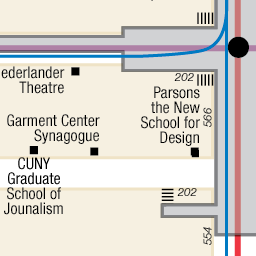 ederlander
Theatre
202
Parsons
the New
School for
Design
566
Garment Center
Synagogue
CUNY
Graduate
School of
Jounalism
202
554